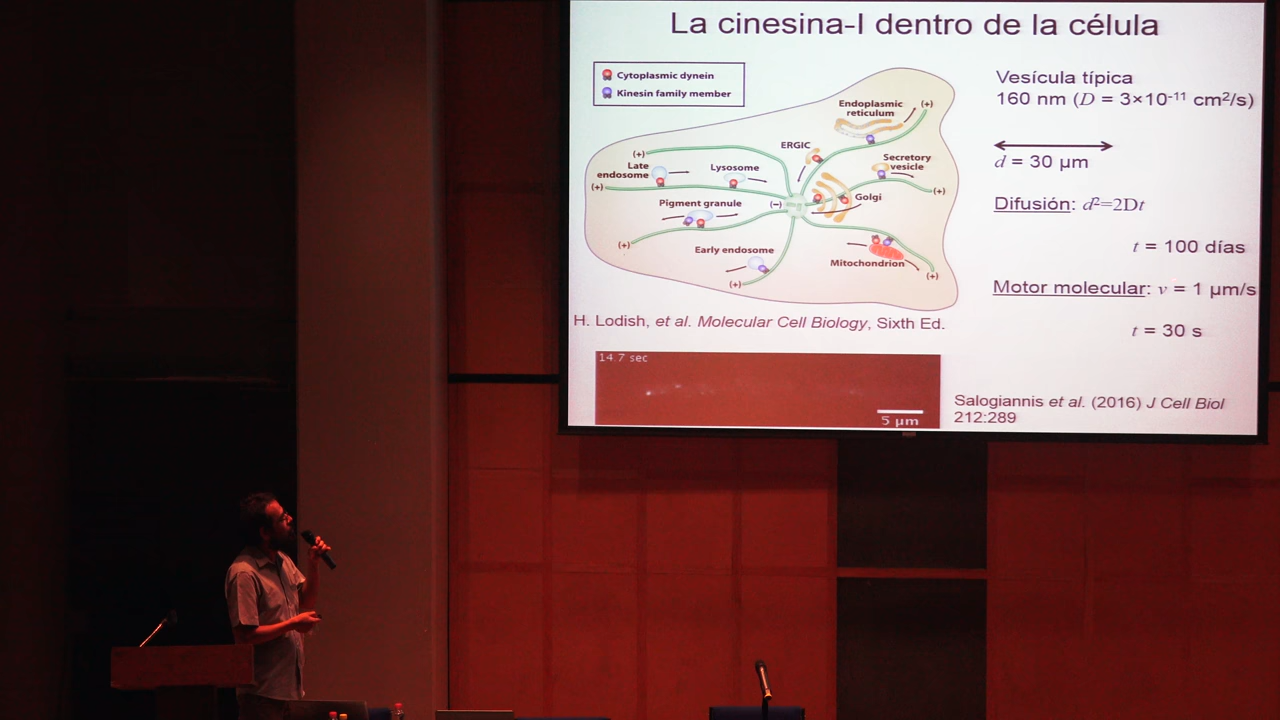 La cinesina-I dentro de la célula
Cytoplasmic dynein
Kinesin family member
Endoplasmic
reticulum
(+)
ERGIC
(+)
Late
endosome
Lysosome
Secretory
vesicle
(+)
(+)
Pigment granule
(−)
Golgi
(+)
Early endosome
Mitochondrion
(+)
(+)
H. Lodish, et al. Molecular Cell Biology, Sixth Ed.
14.7 sec
5 μm
Vesícula típica
160 nm (D = 3×10⁻¹¹ cm²/s)
d = 30 μm
Difusión: d²=2Dt
t = 100 días
Motor molecular: v = 1 μm/s
t = 30 s
Salogiannis et al. (2016) J Cell Biol
212:289